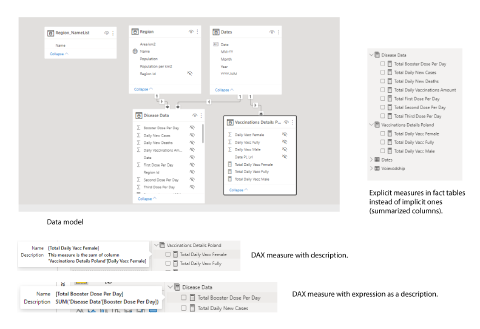 Region_NameList
Name
Collapse ^
Region
Name
Population
Population per km2
Region Id
Collapse ^
Dates
Date
Month
Year
Collapse ^
Disease Data
Booster Dose Per Day
Daily New Cases
Daily New Deaths
Daily Vaccinations Am...
Date
First Dose Per Day
Region Id
Second Dose Per Day
Third Dose Per Day
Collapse ^
Vaccinations Details P...
Daily Vacc Female
Daily Vacc Fully
Daily Vacc Male
Date PL Url
Total Daily Vacc Female
Total Daily Vacc Fully
Total Daily Vacc Male
Collapse ^
Disease Data
Total Booster Dose Per Day
Total Daily New Cases
Total Daily New Deaths
Total Daily Vaccinations Amount
Total First Dose Per Day
Total Second Dose Per Day
Total Third Dose Per Day
Vaccinations Details Poland
Total Daily Vacc Female
Total Daily Vacc Fully
Total Daily Vacc Male
Dates
Explicit measures in fact tables
instead of implicit ones
(summarized columns).
Data model
Name [Total Daily Vacc Female]
Description This measure is the sum of column
'Vaccinations Details Poland'[Daily Vacc Female]
Vaccinations Details Poland
Total Daily Vacc Female
Total Daily Vacc Fully
DAX measure with description.
Name [Total Booster Dose Per Day]
Description SUM('Disease Data'[Booster Dose Per Day])
Disease Data
Total Booster Dose Per Day
Total Daily New Cases
DAX measure with expression as a description.